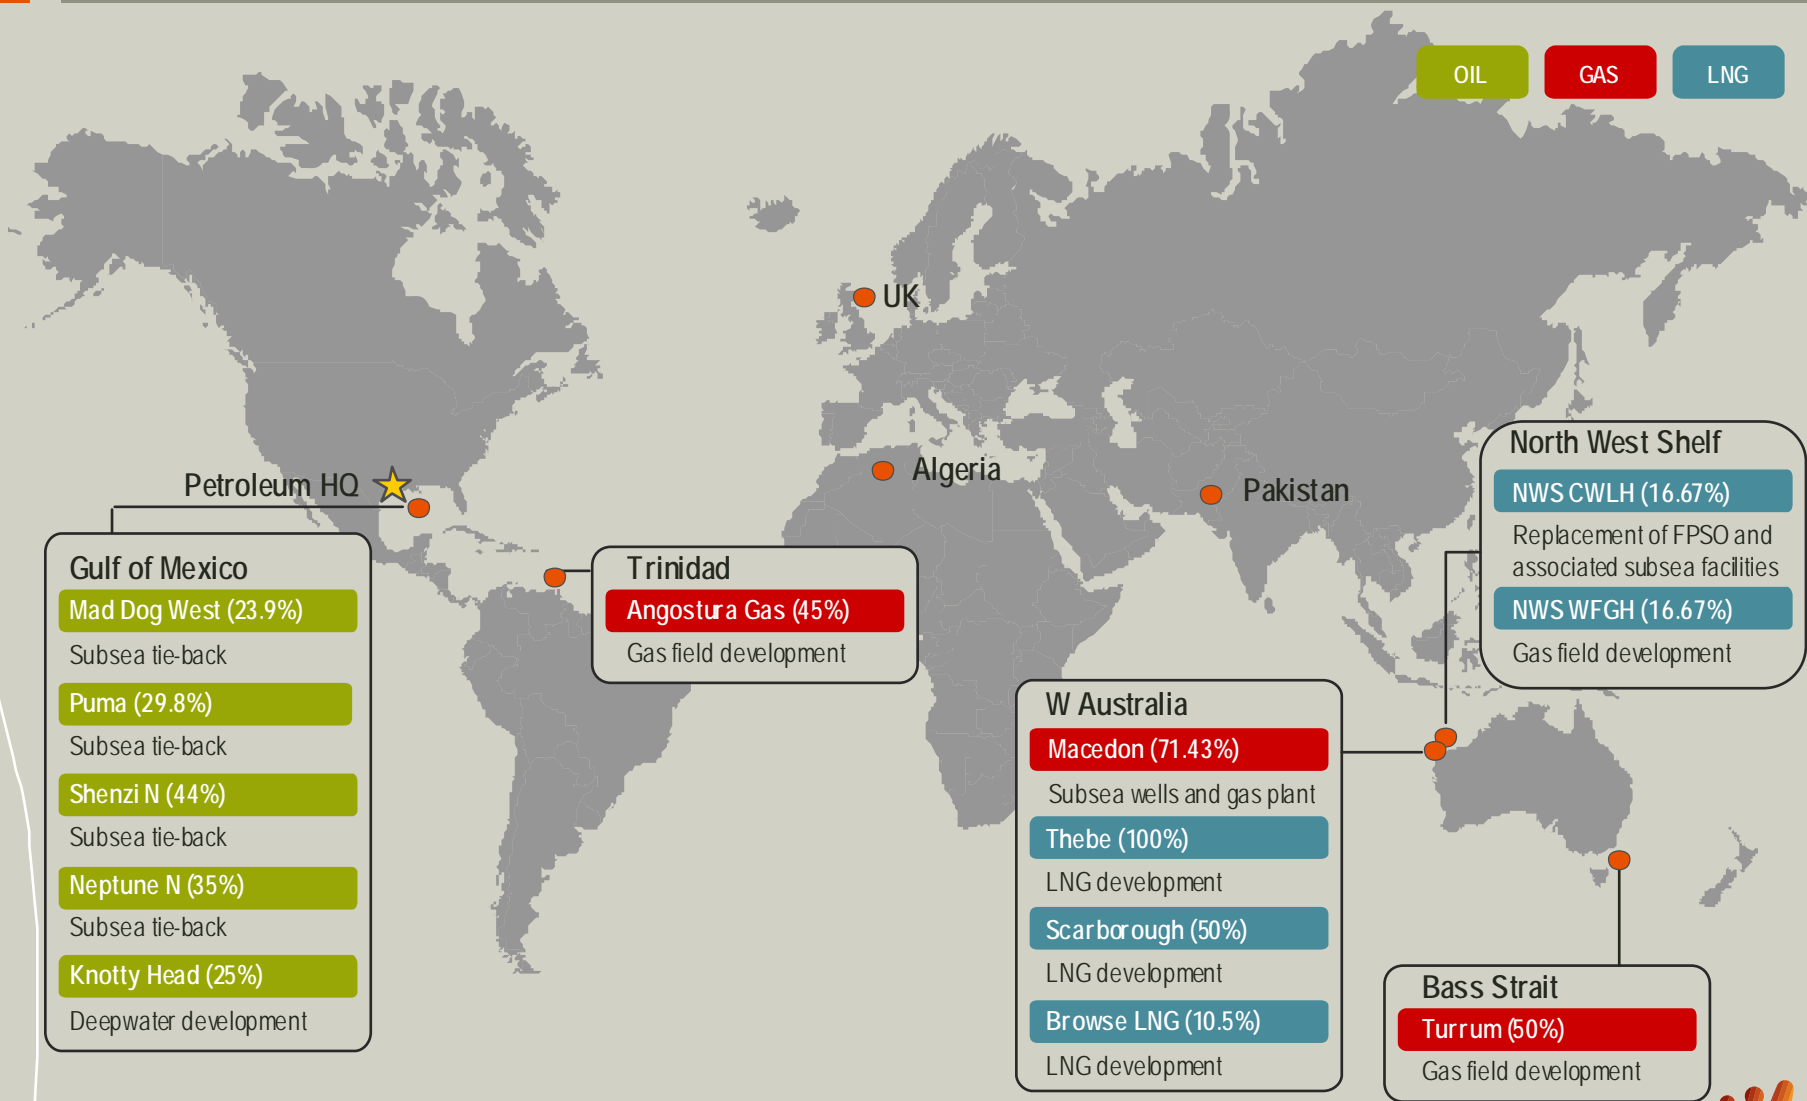 OIL
GAS
LNG
UK
Algeria
Pakistan
Petroleum HQ
Gulf of Mexico
Mad Dog West (23.9%)
Subsea tie-back
Puma (29.8%)
Subsea tie-back
Shenzi N (44%)
Subsea tie-back
Neptune N (35%)
Subsea tie-back
Knotty Head (25%)
Deepwater development
Trinidad
Angostura Gas (45%)
Gas field development
North West Shelf
NWS CWLH (16.67%)
Replacement of FPSO and
associated subsea facilities
NWS WFGH (16.67%)
Gas field development
W Australia
Macedon (71.43%)
Subsea wells and gas plant
Thebe (100%)
LNG development
Scarborough (50%)
LNG development
Browse LNG (10.5%)
LNG development
Bass Strait
Turrum (50%)
Gas field development